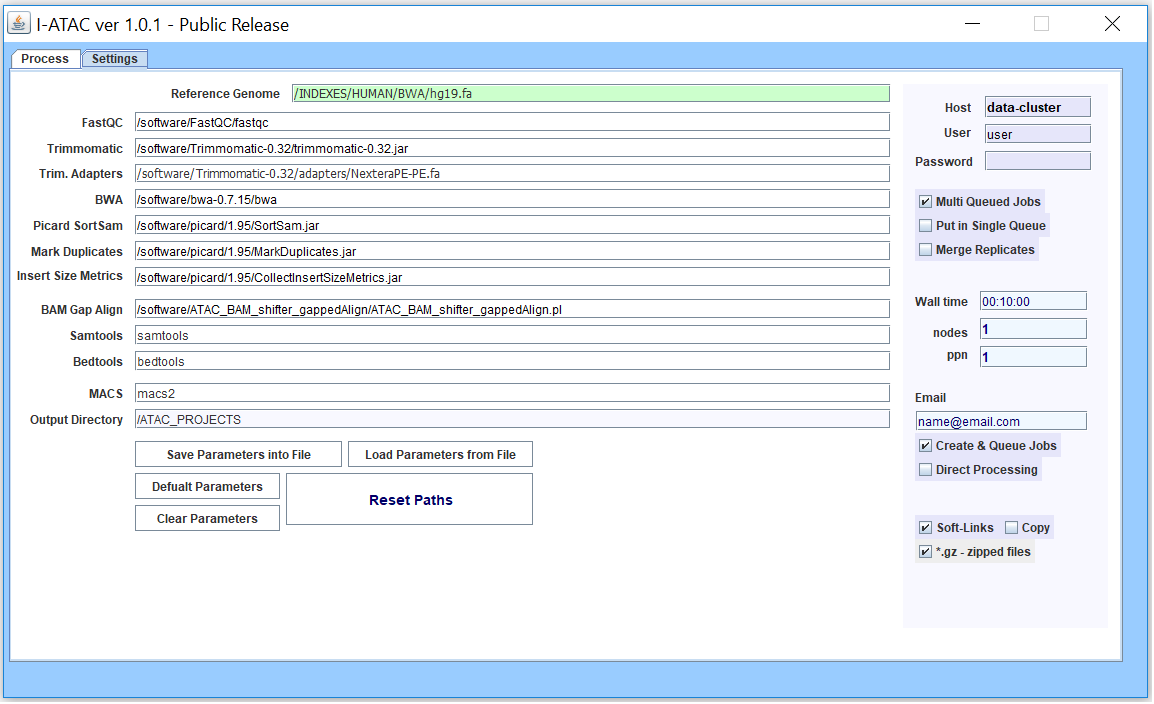 I-ATAC ver 1.0.1 - Public Release
Process Settings
Reference Genome /INDEXES/HUMAN/BWA/hg19.fa
FastQC /software/FastQC/fastqc
Trimmomatic /software/Trimmomatic-0.32/trimmomatic-0.32.jar
Trim. Adapters /software/Trimmomatic-0.32/adapters/NexteraPE-PE.fa
BWA /software/bwa-0.7.15/bwa
Picard SortSam /software/picard/1.95/SortSam.jar
Mark Duplicates /software/picard/1.95/MarkDuplicates.jar
Insert Size Metrics /software/picard/1.95/CollectInsertSizeMetrics.jar
BAM Gap Align /software/ATAC_BAM_shifter_gappedAlign/ATAC_BAM_shifter_gappedAlign.pl
Samtools samtools
Bedtools bedtools
MACS macs2
Output Directory /ATAC_PROJECTS
Save Parameters into File Load Parameters from File
Defualt Parameters
Reset Paths
Clear Parameters
Host data-cluster
User user
Password
Multi Queued Jobs
Put in Single Queue
Merge Replicates
Wall time 00:10:00
nodes 1
ppn 1
Email
name@email.com
Create & Queue Jobs
Direct Processing
Soft-Links Copy
*.gz - zipped files